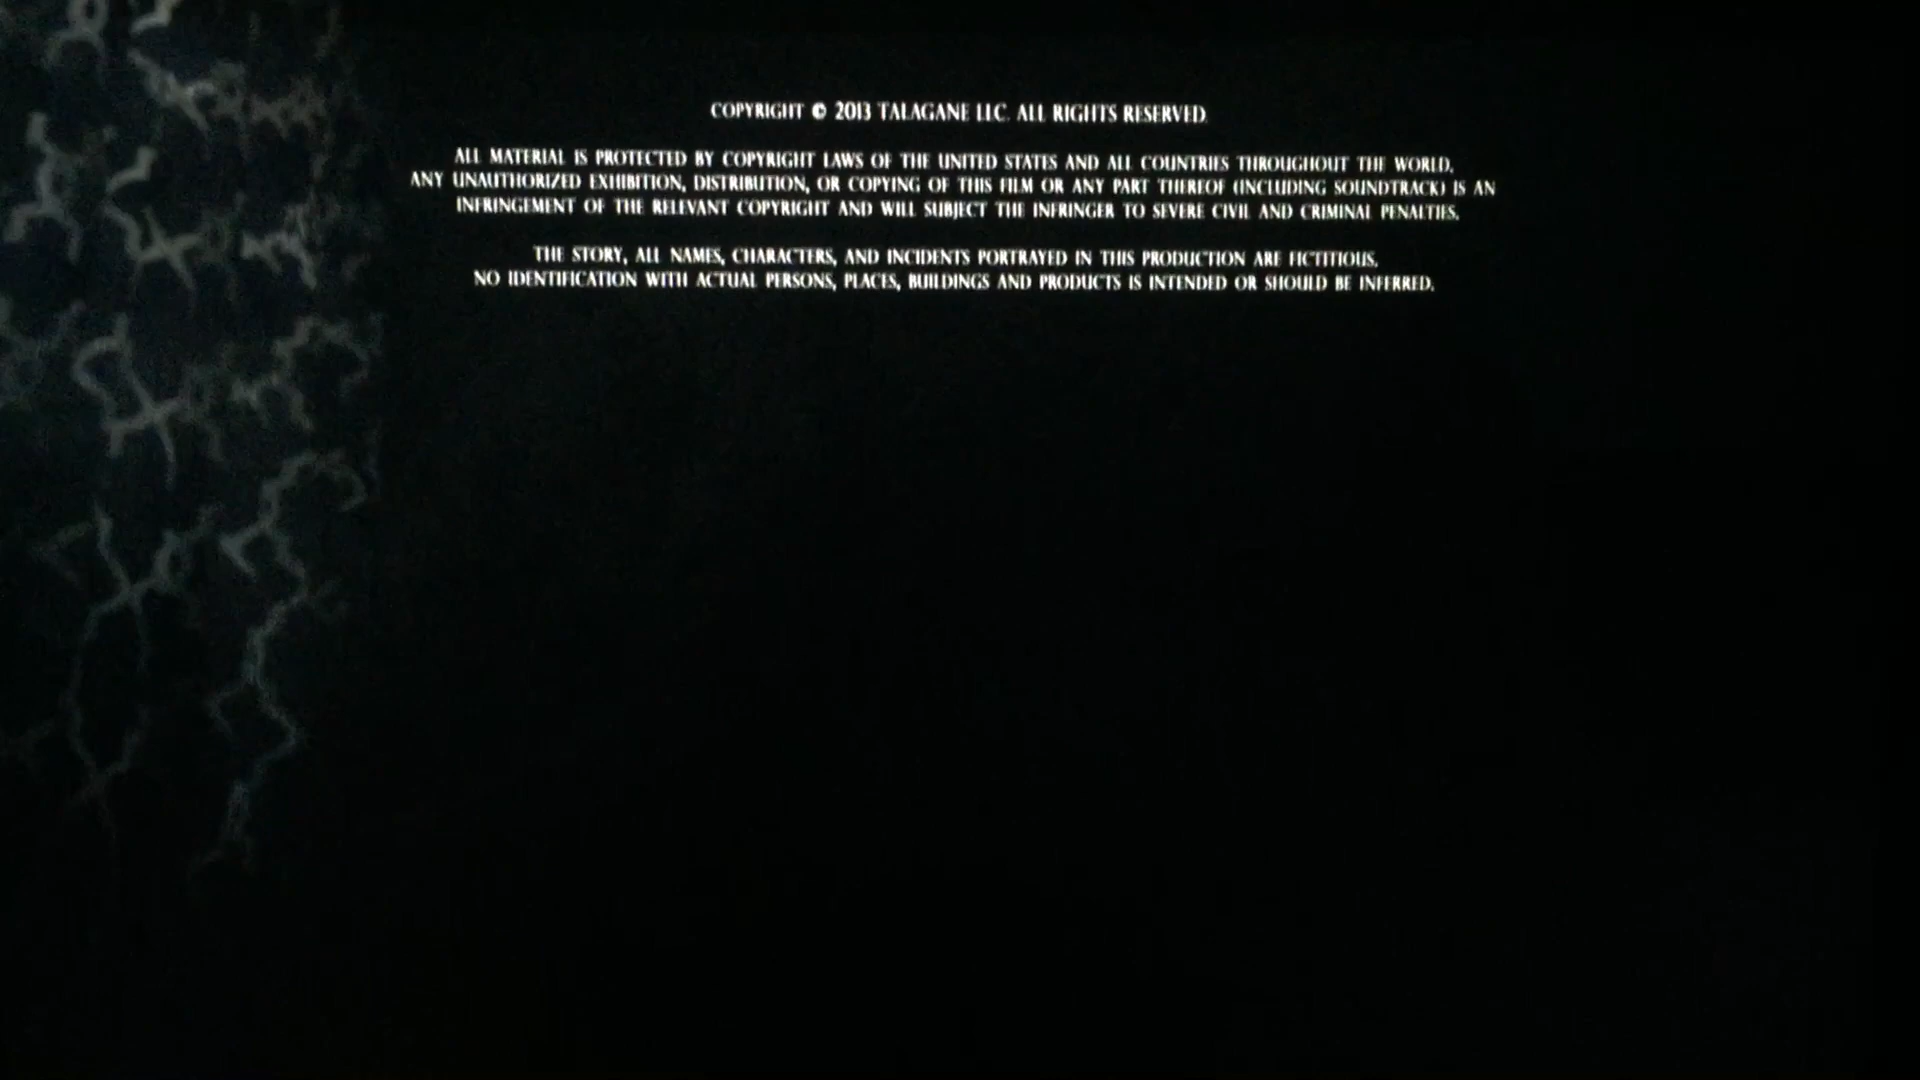 COPYRIGHT © 2013 TALAGANE LLC. ALL RIGHTS RESERVED.
ALL MATERIAL IS PROTECTED BY COPYRIGHT LAWS OF THE UNITED STATES AND ALL COUNTRIES THROUGHOUT THE WORLD.
ANY UNAUTHORIZED EXHIBITION, DISTRIBUTION, OR COPYING OF THIS FILM OR ANY PART THEREOF (INCLUDING SOUNDTRACK) IS AN
INFRINGEMENT OF THE RELEVANT COPYRIGHT AND WILL SUBJECT THE INFRINGER TO SEVERE CIVIL AND CRIMINAL PENALTIES.
THE STORY, ALL NAMES, CHARACTERS, AND INCIDENTS PORTRAYED IN THIS PRODUCTION ARE FICTITIOUS.
NO IDENTIFICATION WITH ACTUAL PERSONS, PLACES, BUILDINGS AND PRODUCTS IS INTENDED OR SHOULD BE INFERRED.